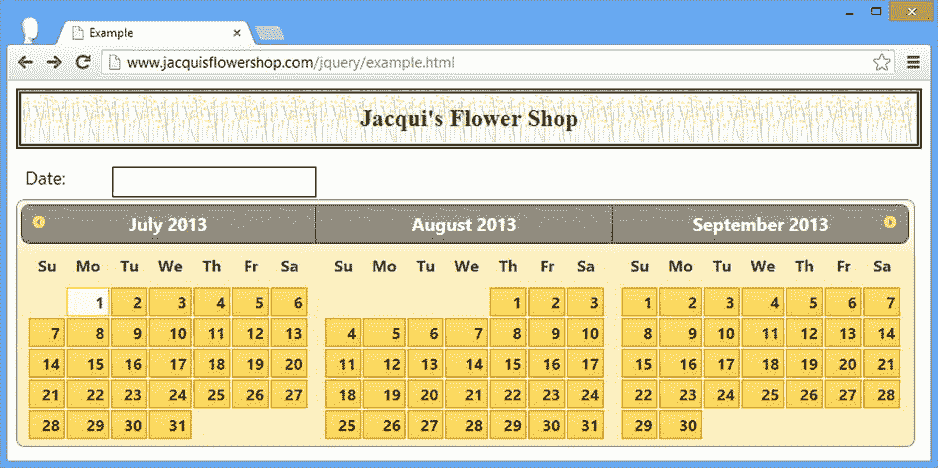 Example
www.jacquisflowershop.com/jquery/example.html
Jacqui's Flower Shop
Date:
July 2013 August 2013 September 2013
Su Mo Tu We Th Fr Sa Su Mo Tu We Th Fr Sa Su Mo Tu We Th Fr Sa
1 2 3 4 5 6 1 2 3 1 2 3 4 5 6 7
7 8 9 10 11 12 13 4 5 6 7 8 9 10 8 9 10 11 12 13 14
14 15 16 17 18 19 20 11 12 13 14 15 16 17 15 16 17 18 19 20 21
21 22 23 24 25 26 27 18 19 20 21 22 23 24 22 23 24 25 26 27 28
28 29 30 31 25 26 27 28 29 30 31 29 30